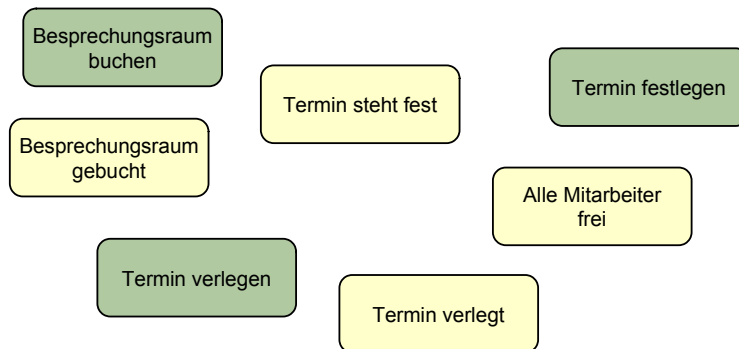 Besprechungsraum
buchen
Termin steht fest
Termin festlegen
Besprechungsraum
gebucht
Alle Mitarbeiter
frei
Termin verlegen
Termin verlegt